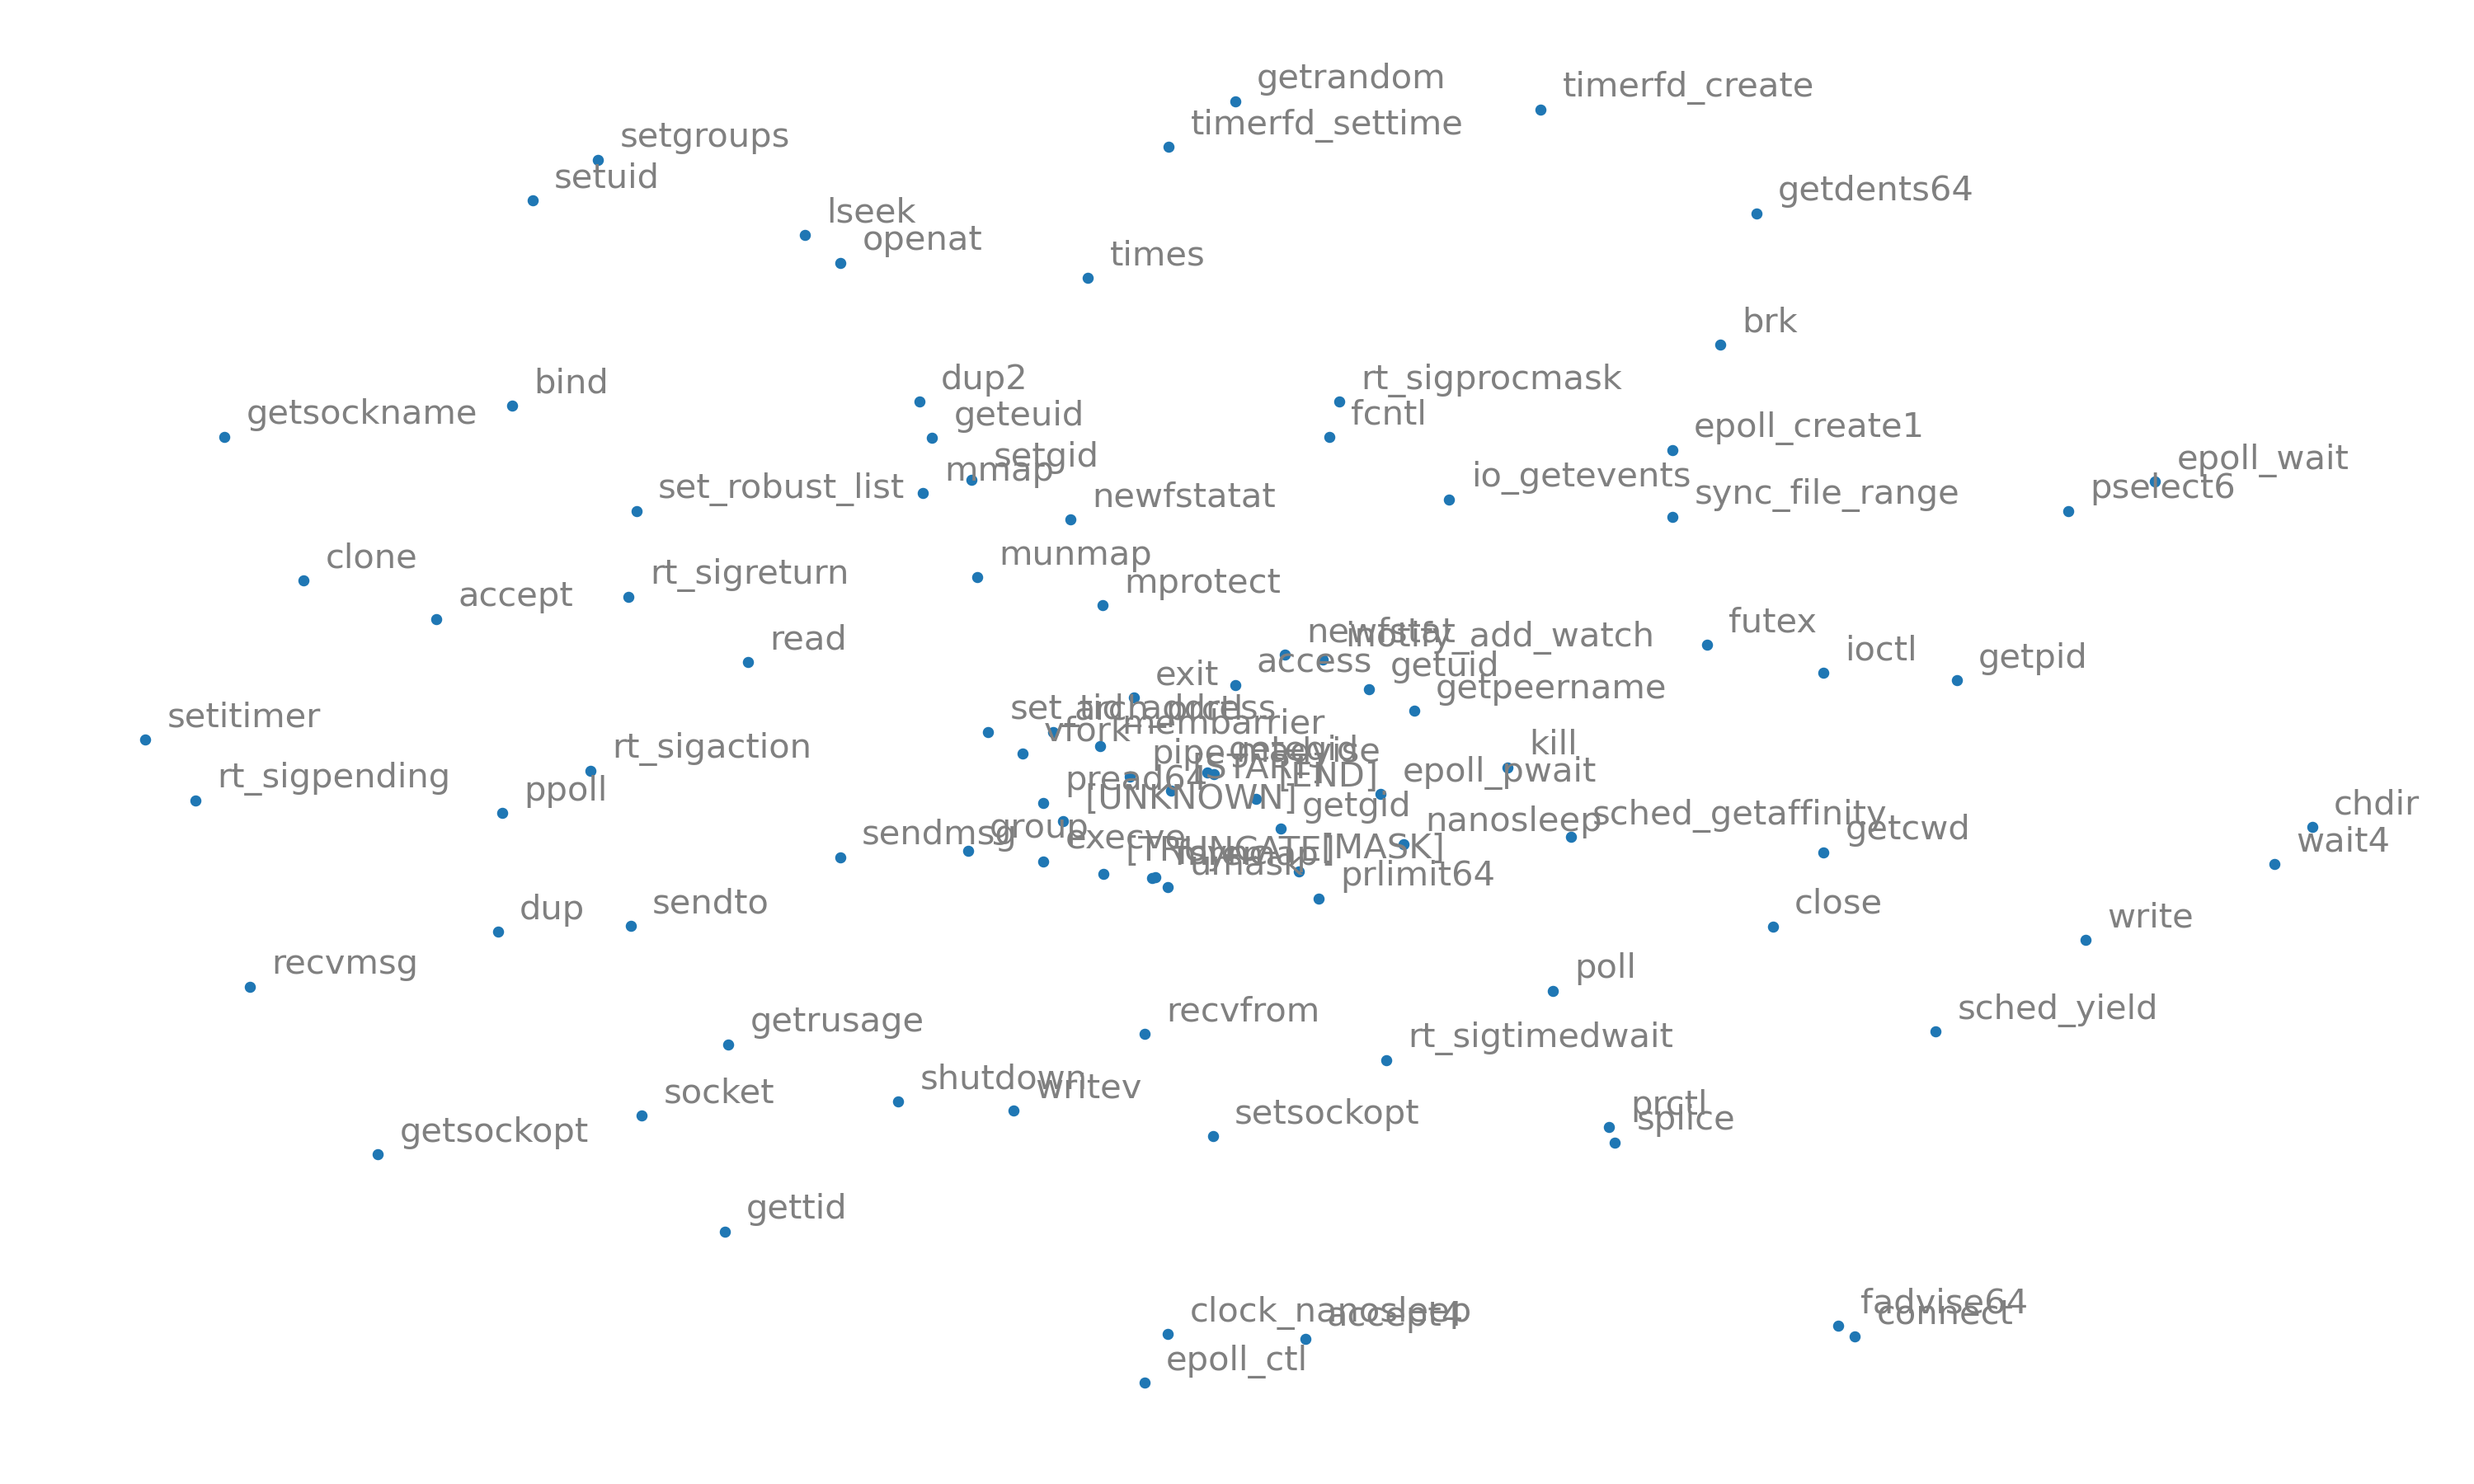 getrandom
timerfd_create
timerfd_settime
setgroups
setuid
getdents64
lseek
openat
times
brk
bind
dup2
rt_sigprocmask
getsockname
geteuid
fcntl
epoll_create1
setgid
mmap
epoll_wait
io_getevents
pselect6
set_robust_list
newfstatat
sync_file_range
clone
munmap
rt_sigreturn
mprotect
accept
read
newfstat
inotify_add_watch
futex
ioctl
getpid
access
getuid
exit
getpeername
setitimer
set_tid_address
arch_prctl
membarrier
vfork
rt_sigaction
kill
getegid
madvise
[START]
[END]
epoll_pwait
rt_sigpending
pread64
ppoll
[UNKNOWN]
getgid
nanosleep
sched_getaffinity
getcwd
chdir
sendmsg
group
execve
wait4
[TRUNCATE]
[MASK]
umask
prlimit64
dup
sendto
close
write
recvmsg
poll
getrusage
recvfrom
sched_yield
rt_sigtimedwait
socket
shutdown
writev
setsockopt
prctl
splice
getsockopt
gettid
clock_nanosleep
accept4
fadvise64
connect
epoll_ctl